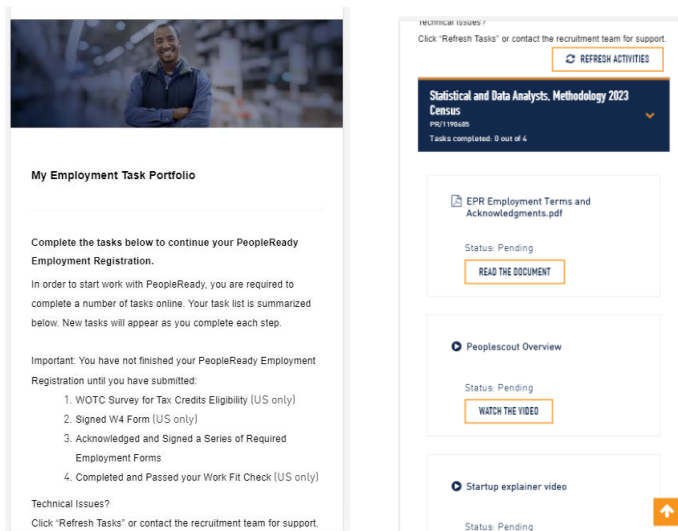 My Employment Task Portfolio
Complete the tasks below to continue your PeopleReady
Employment Registration.
In order to start work with PeopleReady, you are required to
complete a number of tasks online. Your task list is summarized
below. New tasks will appear as you complete each step.
Important: You have not finished your PeopleReady Employment
Registration until you have submitted:
1. WOTC Survey for Tax Credits Eligibility (US only)
2. Signed W4 Form (US only)
3. Acknowledged and Signed a Series of Required
Employment Forms
4. Completed and Passed your Work Fit Check (US only)
Technical Issues?
Click "Refresh Tasks" or contact the recruitment team for support.
Technical Issues?
Click "Refresh Tasks" or contact the recruitment team for support.
REFRESH ACTIVITIES
Statistical and Data Analysts, Methodology 2023
Census
PR/1190685
Tasks completed: 0 out of 4
EPR Employment Terms and
Acknowledgments.pdf
Status: Pending
READ THE DOCUMENT
Peoplescout Overview
Status: Pending
WATCH THE VIDEO
Startup explainer video
Status: Pending